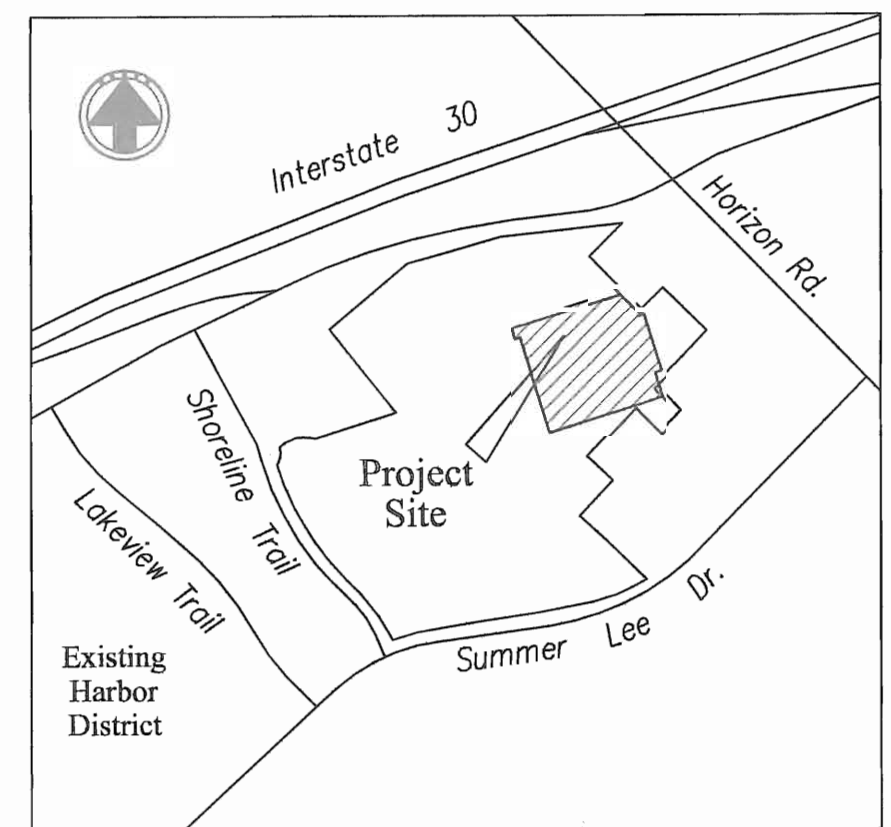 Interstate 30
Horizon Rd.
Shoreline Trail
Lakeview Trail
Project
Site
Summer Lee Dr.
Existing
Harbor
District